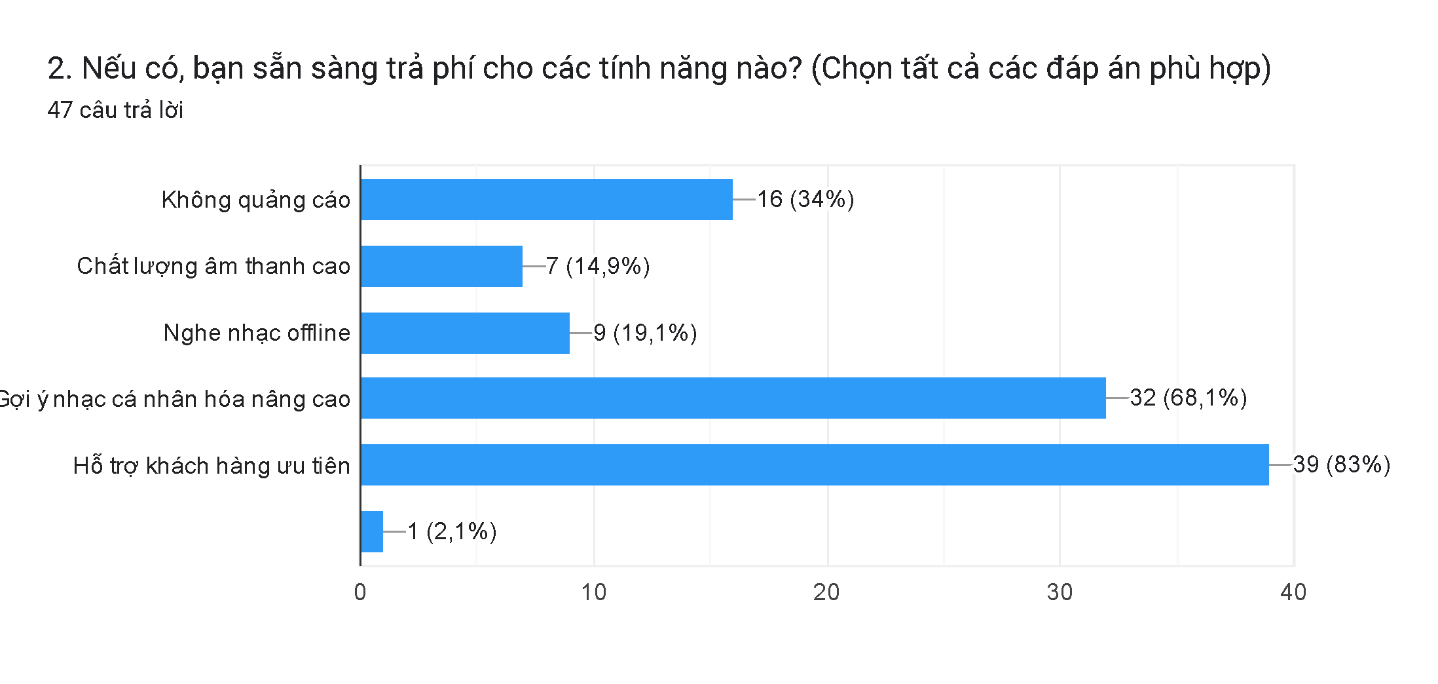 2. Nếu có, bạn sẵn sàng trả phí cho các tính năng nào? (Chọn tất cả các đáp án phù hợp)
47 câu trả lời
Không quảng cáo 16 (34%)
Chất lượng âm thanh cao 7 (14,9%)
Nghe nhạc offline 9 (19,1%)
Gợi ý nhạc cá nhân hóa nâng cao 32 (68,1%)
Hỗ trợ khách hàng ưu tiên 39 (83%)
1 (2,1%)
0 10 20 30 40